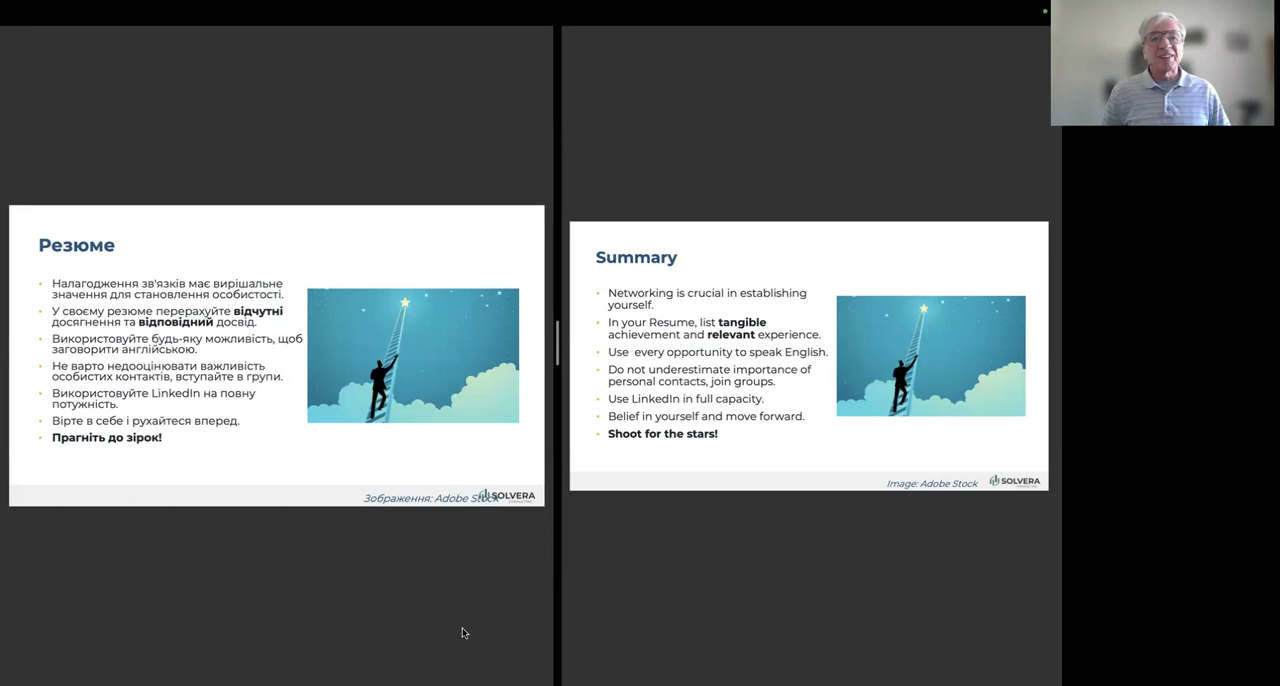 Резюме
Налагодження зв'язків має вирішальне
значення для становлення особистості.
У своєму резюме перерахуйте відчутні
досягнення та відповідний досвід.
Використовуйте будь-яку можливість, щоб
заговорити англійською.
Не варто недооцінювати важливість
особистих контактів, вступайте в групи.
Використовуйте LinkedIn на повну
потужність.
Вірте в себе і рухайтеся вперед.
Прагніть до зірок!
Зображення: Adobe Stock
SOLVERA
Summary
Networking is crucial in establishing
yourself.
In your Resume, list tangible
achievement and relevant experience.
Use every opportunity to speak English.
Do not underestimate importance of
personal contacts, join groups.
Use LinkedIn in full capacity.
Belief in yourself and move forward.
Shoot for the stars!
Image: Adobe Stock
SOLVERA